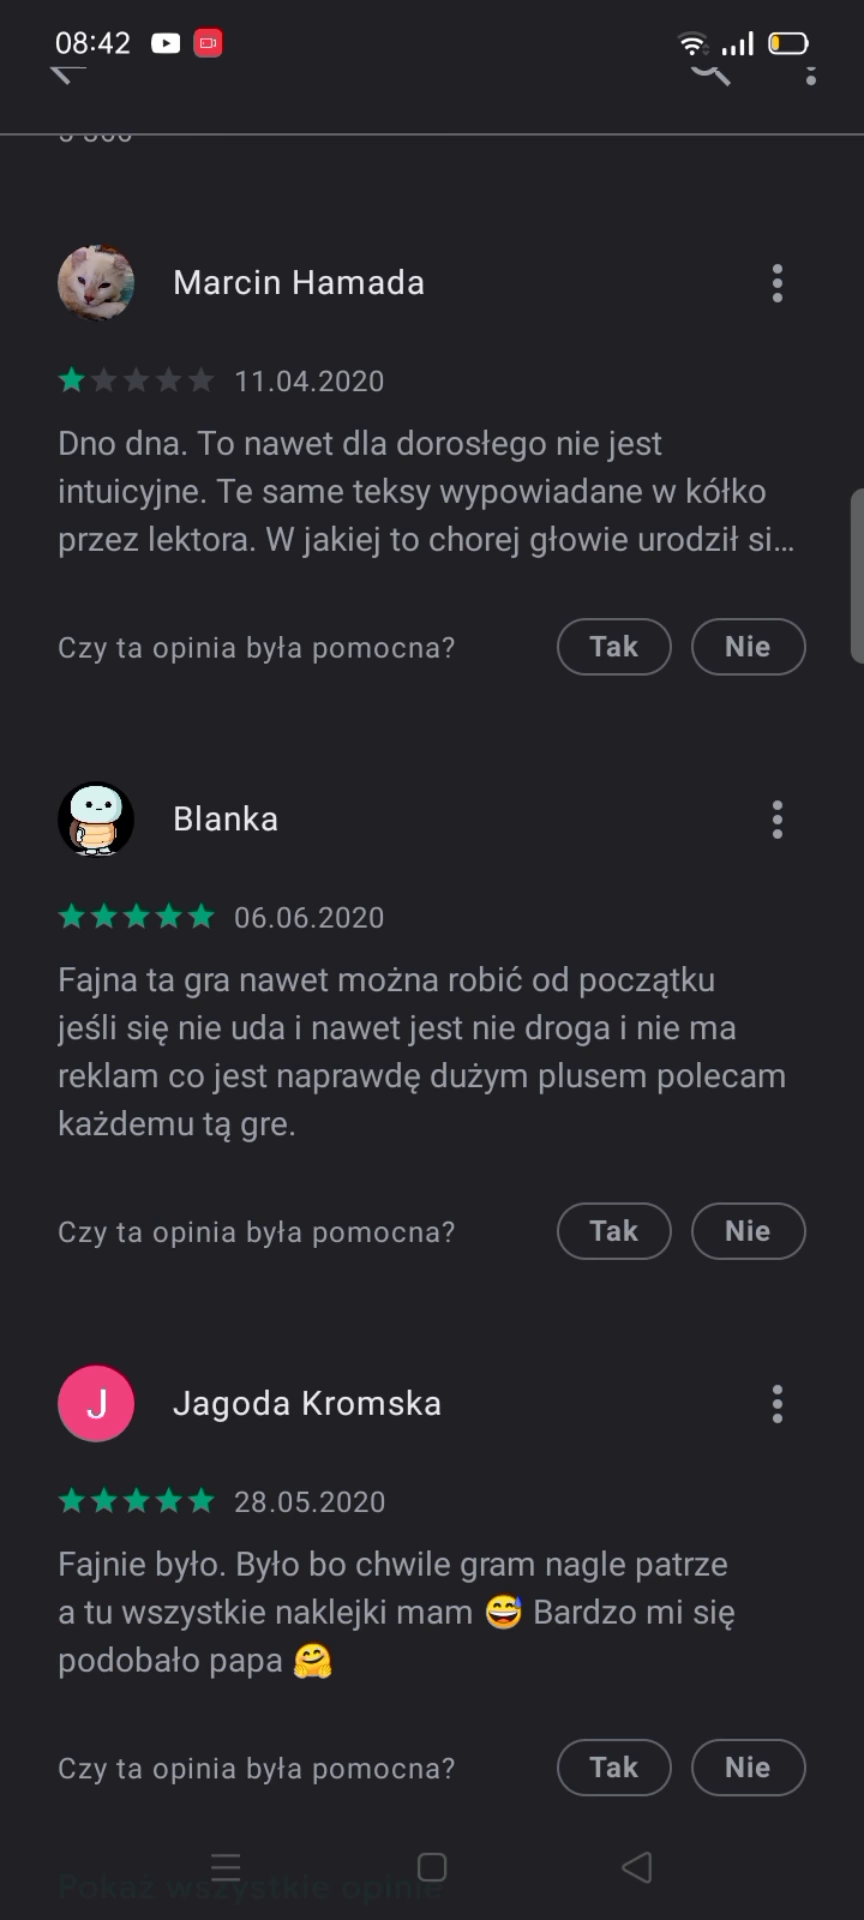 08:42
Marcin Hamada
11.04.2020
Dno dna. To nawet dla dorosłego nie jest
intuicyjne. Te same teksy wypowiadane w kółko
przez lektora. W jakiej to chorej głowie urodził si...
Czy ta opinia była pomocna?
Tak
Nie
Blanka
06.06.2020
Fajna ta gra nawet można robić od początku
jeśli się nie uda i nawet jest nie droga i nie ma
reklam co jest naprawdę dużym plusem polecam
każdemu tą gre.
Czy ta opinia była pomocna?
Tak
Nie
J
Jagoda Kromska
28.05.2020
Fajnie było. Było bo chwile gram nagle patrze
a tu wszystkie naklejki mam 😅 Bardzo mi się
podobało papa 🤗
Czy ta opinia była pomocna?
Tak
Nie
Pokaż wszystkie opinie